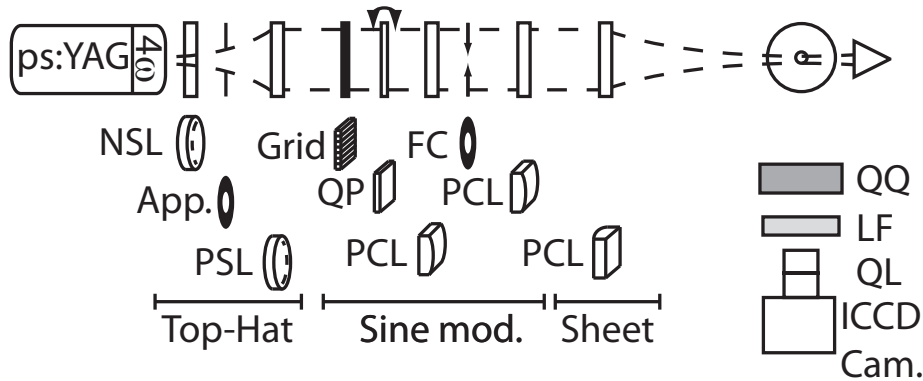 ps:YAG 4ω
NSL Grid FC
App. QP PCL QQ
LF
PSL PCL PCL QL
Top-Hat Sine mod. Sheet ICCD
Cam.